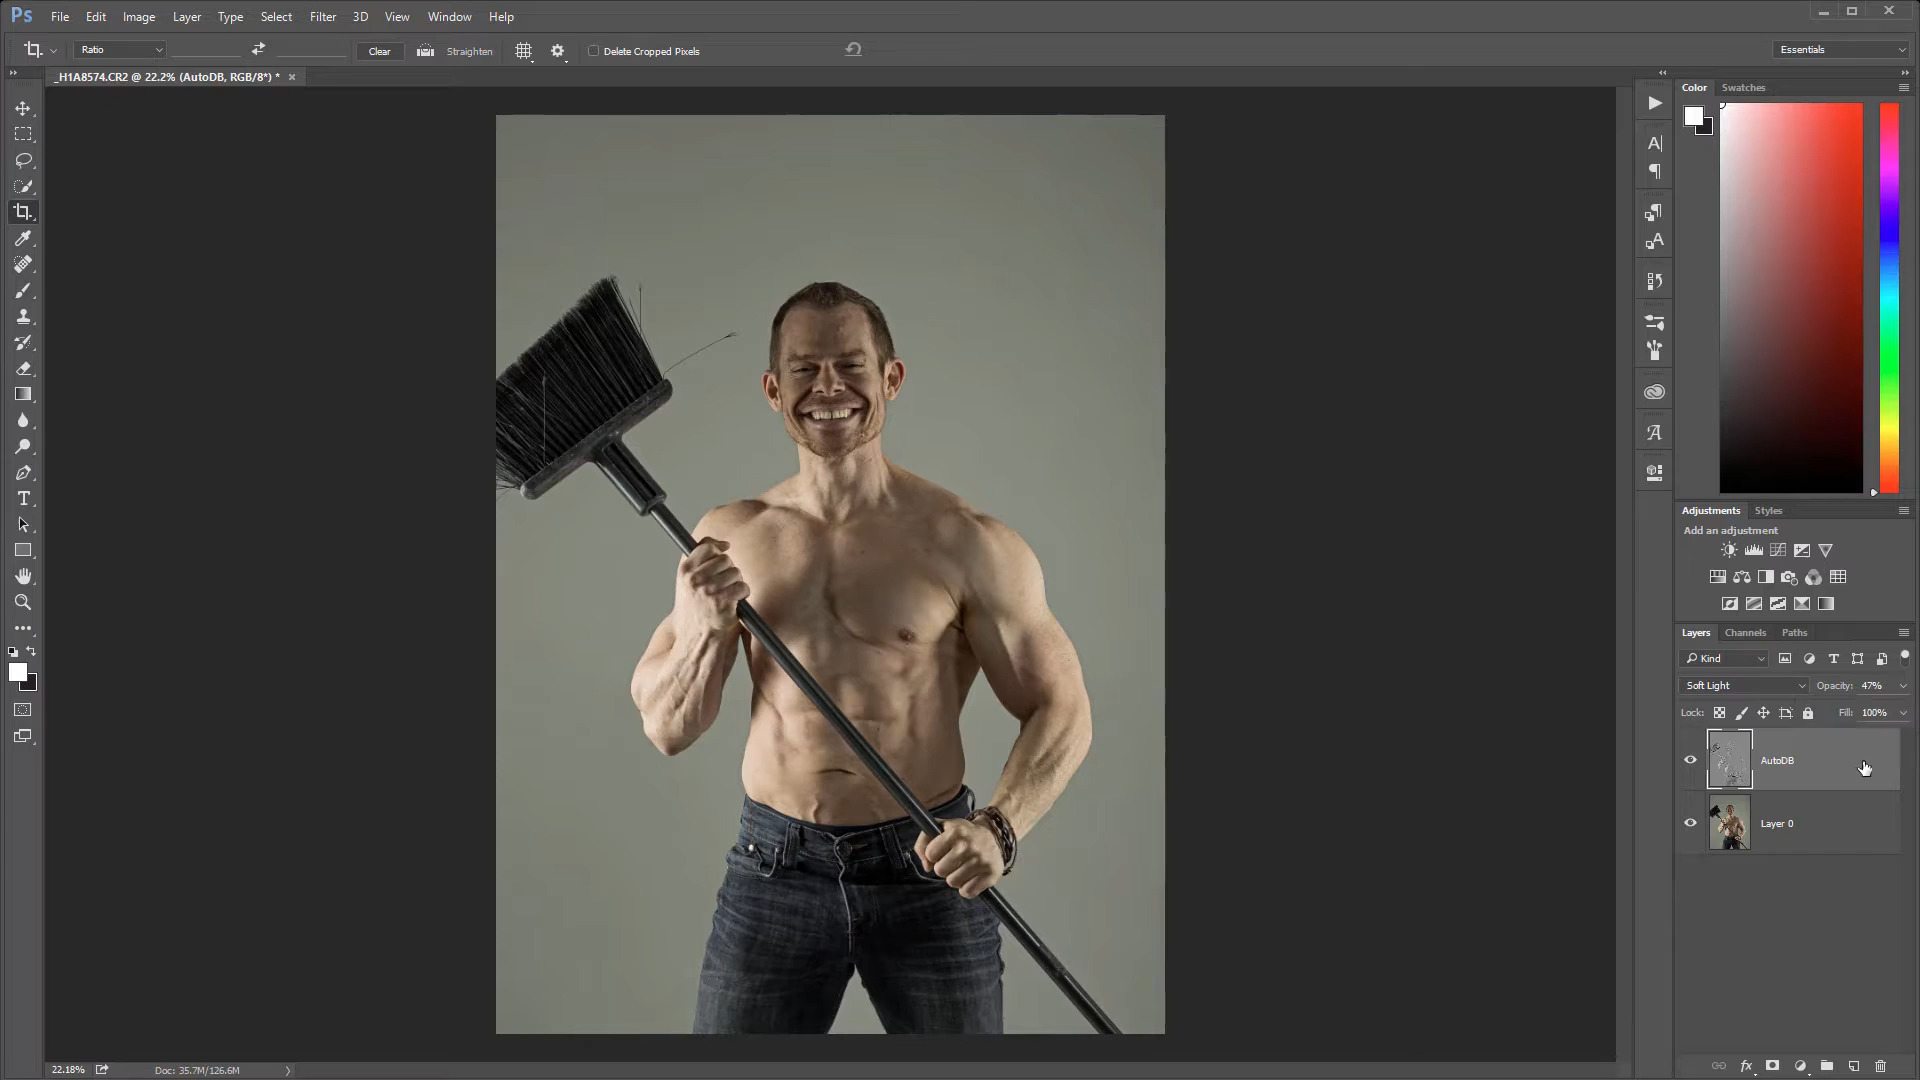 Ps File Edit Image Layer Type Select Filter 3D View Window Help
Ratio Clear Straighten Delete Cropped Pixels Essentials
_H1A8574.CR2 @ 22.2% (AutoDB, RGB/8*) *
Color Swatches
Adjustments Styles
Add an adjustment
Layers Channels Paths
Kind
Soft Light Opacity: 47%
Lock: Fill: 100%
AutoDB
Layer 0
22.18% Doc: 35.7M/126.6M